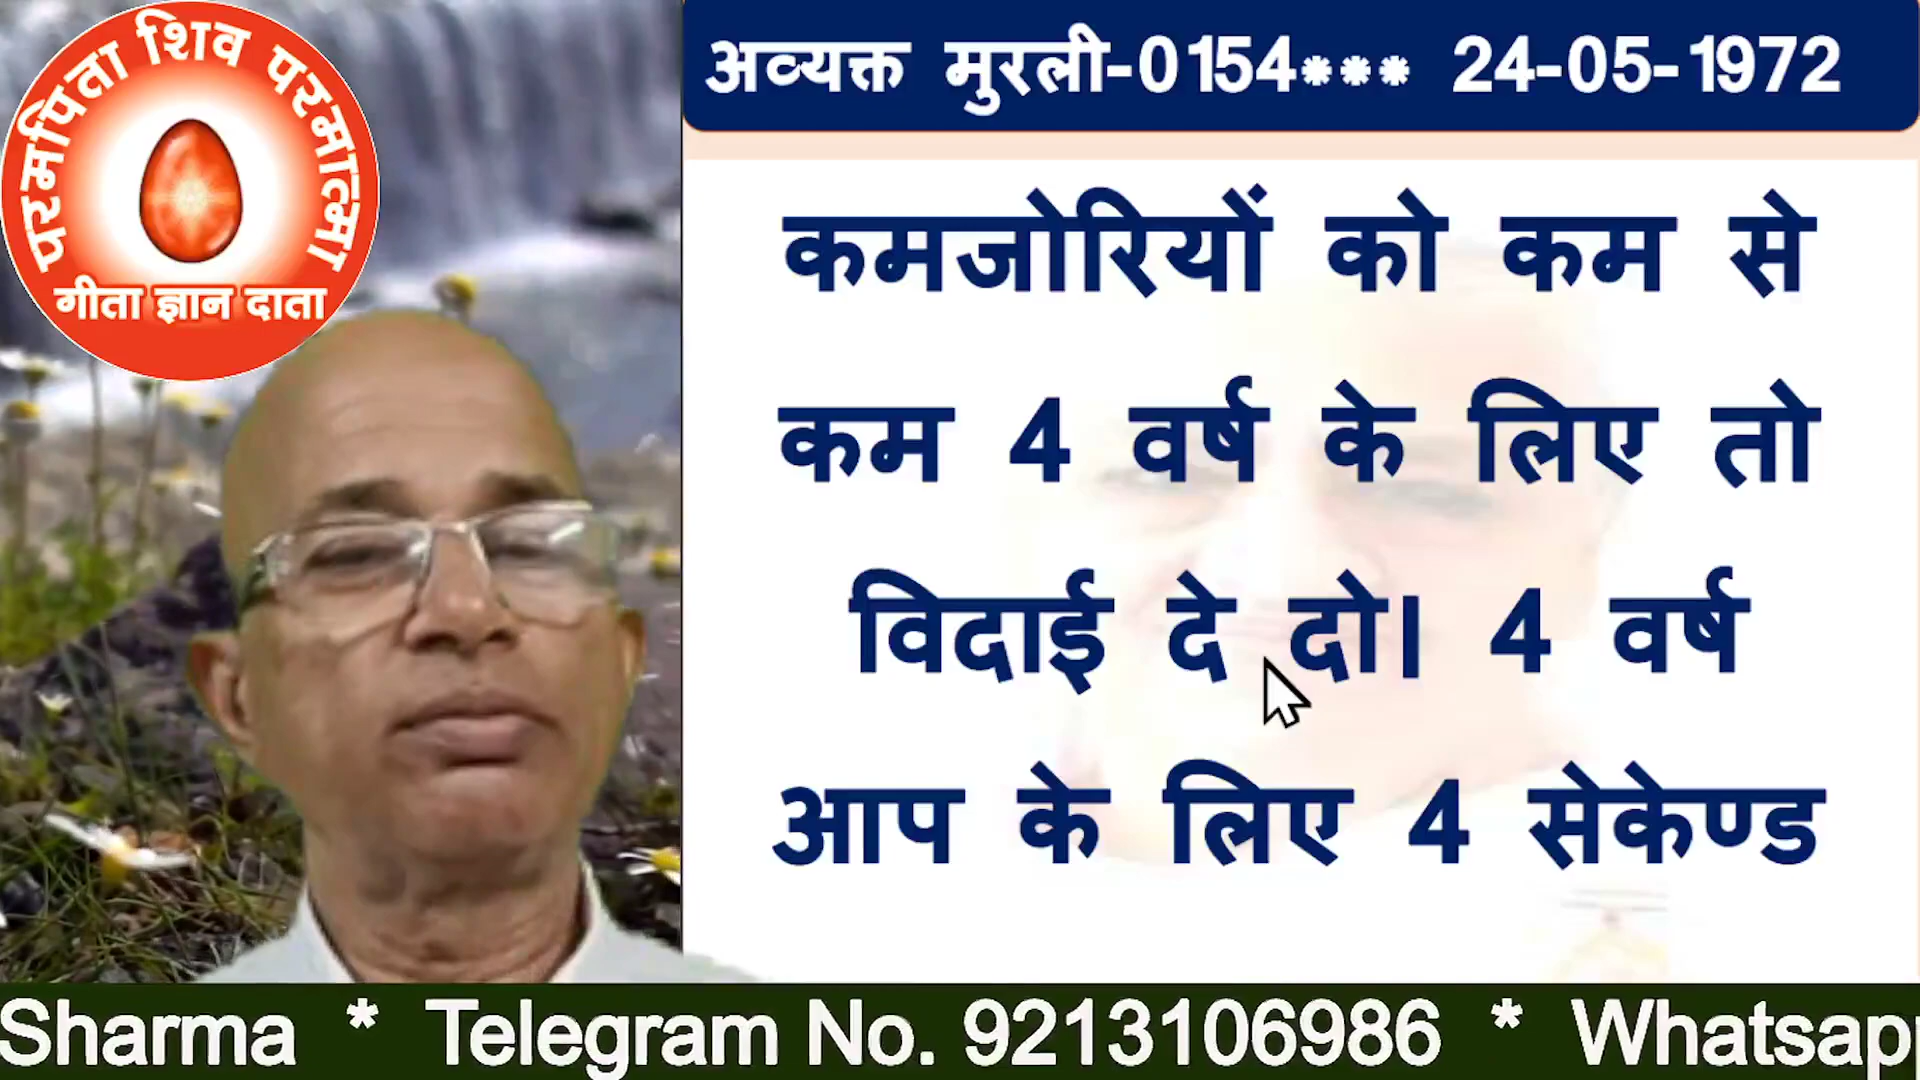 परमपिता शिव परमात्मा
गीता ज्ञान दाता
अव्यक्त मुरली-0154*** 24-05-1972
कमजोरियों को कम से
कम 4 वर्ष के लिए तो
विदाई दे दो। 4 वर्ष
आप के लिए 4 सेकेण्ड
Sharma * Telegram No. 9213106986 * Whatsap